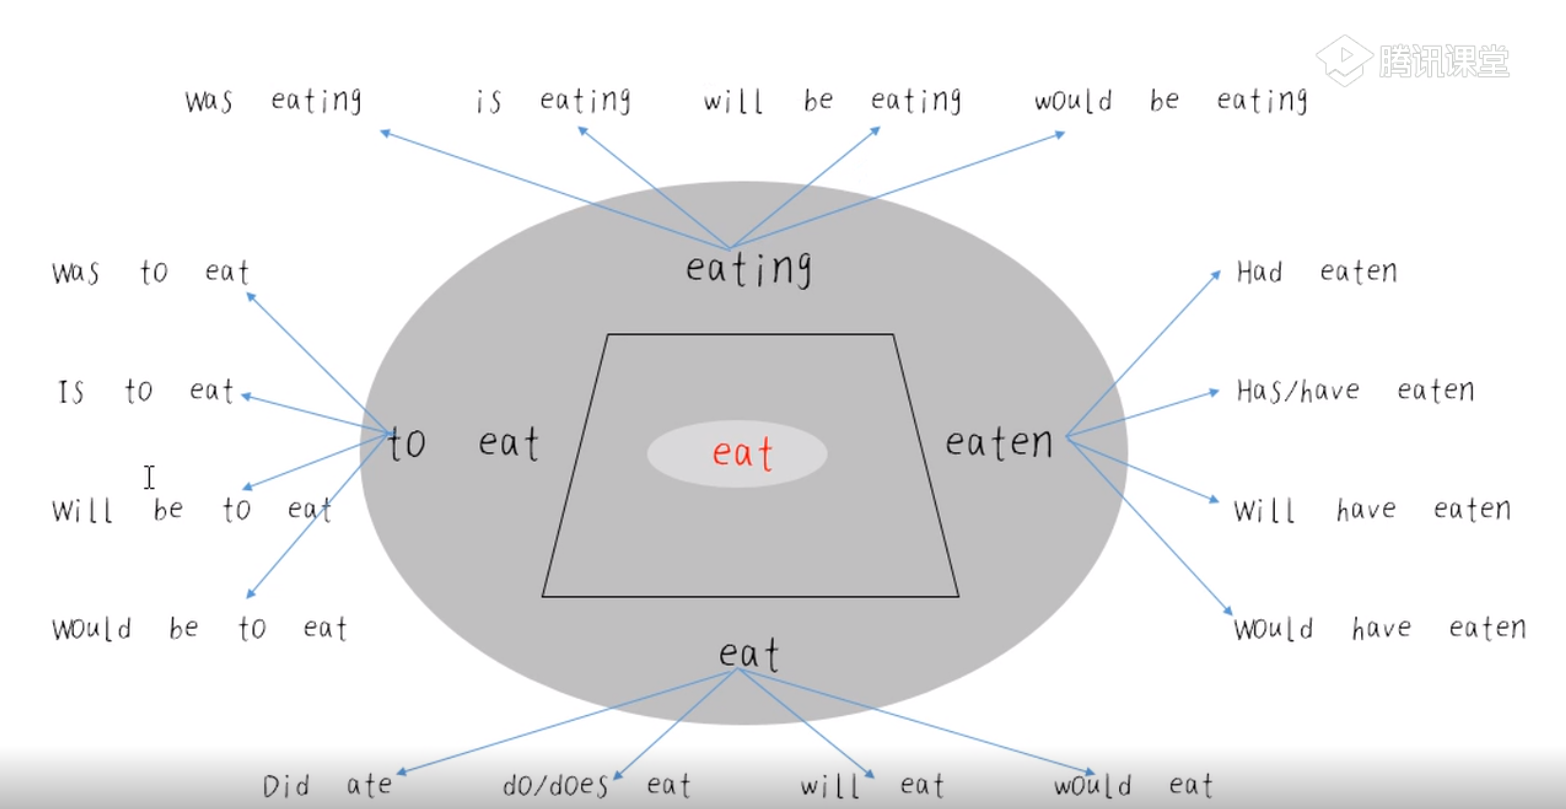 腾讯课堂
was eating is eating will be eating would be eating
eating
was to eat
Had eaten
Is to eat
Has/have eaten
to eat
eat
eaten
Will be to eat
Will have eaten
Would be to eat
Would have eaten
eat
Did ate do/does eat will eat would eat